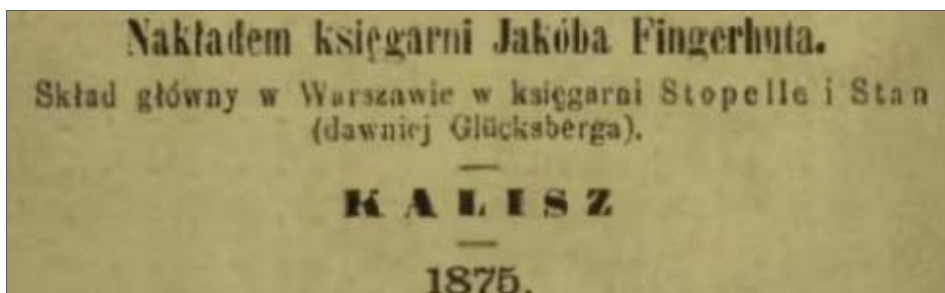 Nakładem księgarni Jakóba Fingerhuta.
Skład główny w Warszawie w księgarni Stopelle i Stan
(dawniej Glücksberga).
KALISZ
1875.